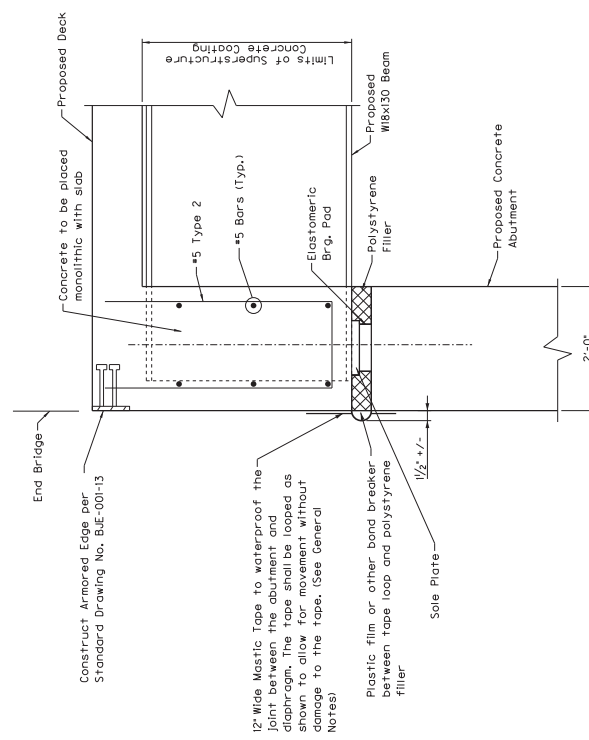 End Bridge
Construct Armored Edge per
Standard Drawing No. BJE-001-13
Proposed Deck
Concrete to be placed
monolithic with slab
Limits of Superstructure
Concrete Coating
#5 Type 2
#5 Bars (Typ.)
Proposed
W18x130 Beam
Elastomeric
Brg. Pad
Polystyrene
Filler
Proposed Concrete
Abutment
12" Wide Mastic Tape to waterproof the
joint between the abutment and
diaphragm. The tape shall be looped as
shown to allow for movement without
damage to the tape. (See General
Notes)
Plastic film or other bond breaker
between tape loop and polystyrene
filler
Sole Plate
1½" +/-
2'-0"